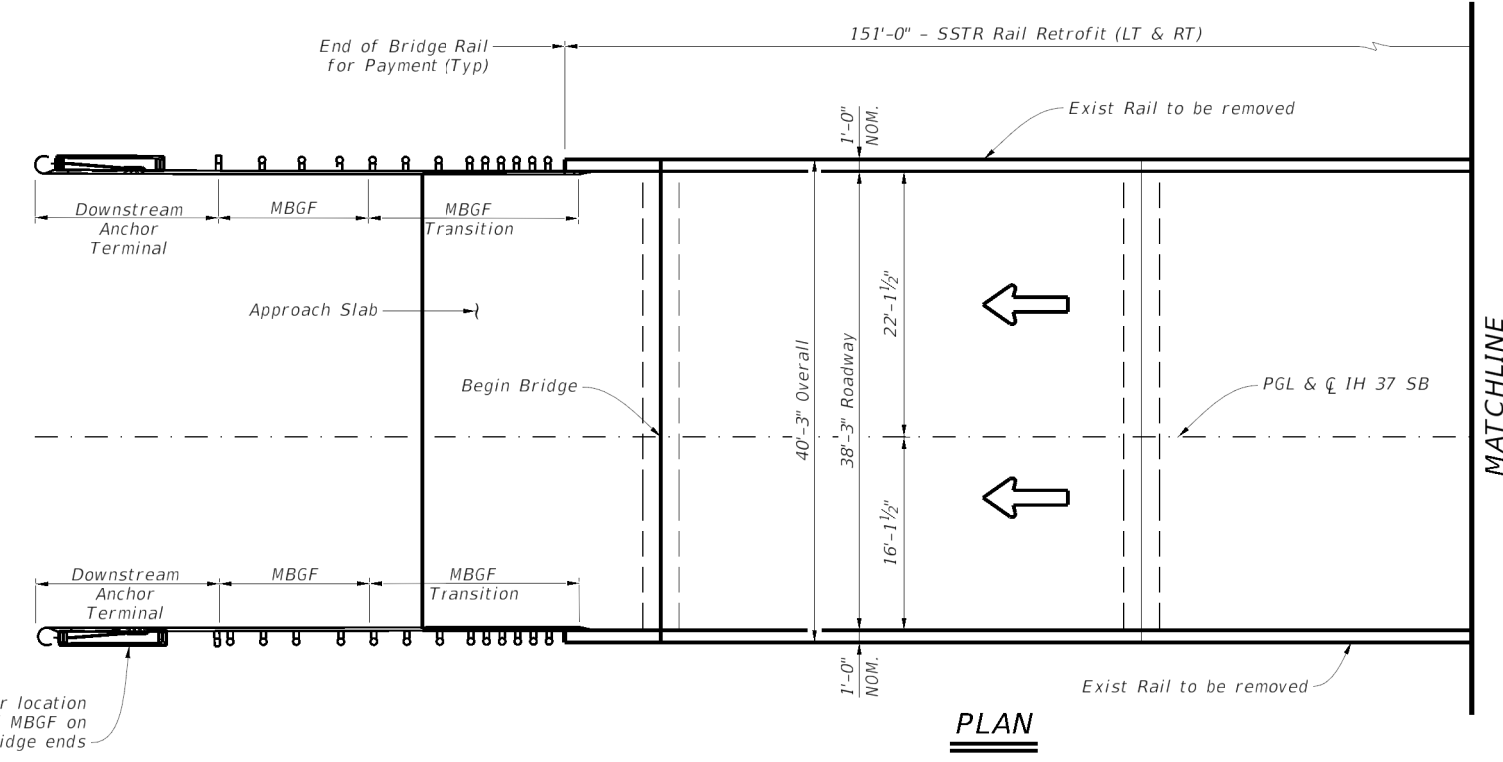 151'-0" - SSTR Rail Retrofit (LT & RT)
End of Bridge Rail
for Payment (Typ)
Exist Rail to be removed
1'-0"
NOM.
Downstream
Anchor
Terminal
MBGF
MBGF
Transition
Approach Slab
22'-1½"
40'-3" Overall
38'-3" Roadway
Begin Bridge
PGL & ℄ IH 37 SB
MATCHLINE
16'-1½"
Downstream
Anchor
Terminal
MBGF
MBGF
Transition
1'-0"
NOM.
Exist Rail to be removed
r location
MBGF on
idge ends
PLAN